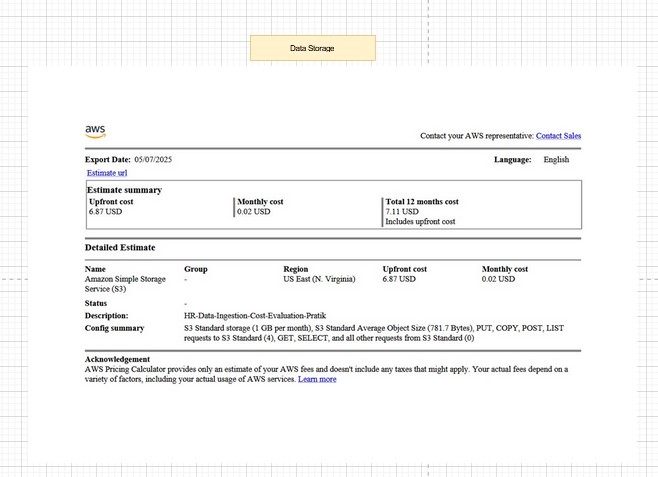 Data Storage
aws
Contact your AWS representative: Contact Sales
Export Date: 05/07/2025
Language: English
Estimate url
Estimate summary
Upfront cost
6.87 USD
Monthly cost
0.02 USD
Total 12 months cost
7.11 USD
Includes upfront cost
Detailed Estimate
Name Group Region Upfront cost Monthly cost
Amazon Simple Storage - US East (N. Virginia) 6.87 USD 0.02 USD
Service (S3)
Status -
Description: HR-Data-Ingestion-Cost-Evaluation-Pratik
Config summary S3 Standard storage (1 GB per month), S3 Standard Average Object Size (781.7 Bytes), PUT, COPY, POST, LIST
requests to S3 Standard (4), GET, SELECT, and all other requests from S3 Standard (0)
Acknowledgement
AWS Pricing Calculator provides only an estimate of your AWS fees and doesn't include any taxes that might apply. Your actual fees depend on a
variety of factors, including your actual usage of AWS services. Learn more